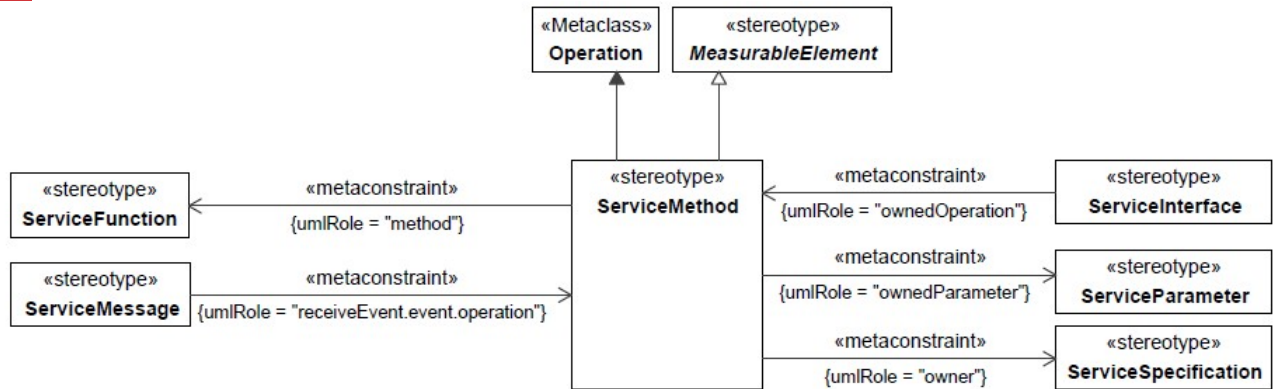 «Metaclass»
Operation
«stereotype»
MeasurableElement
«stereotype»
ServiceFunction
«metaconstraint»
{umlRole = "method"}
«stereotype»
ServiceMethod
«metaconstraint»
{umlRole = "ownedOperation"}
«stereotype»
ServiceInterface
«stereotype»
ServiceMessage
«metaconstraint»
{umlRole = "receiveEvent.event.operation"}
«metaconstraint»
{umlRole = "ownedParameter"}
«stereotype»
ServiceParameter
«metaconstraint»
{umlRole = "owner"}
«stereotype»
ServiceSpecification